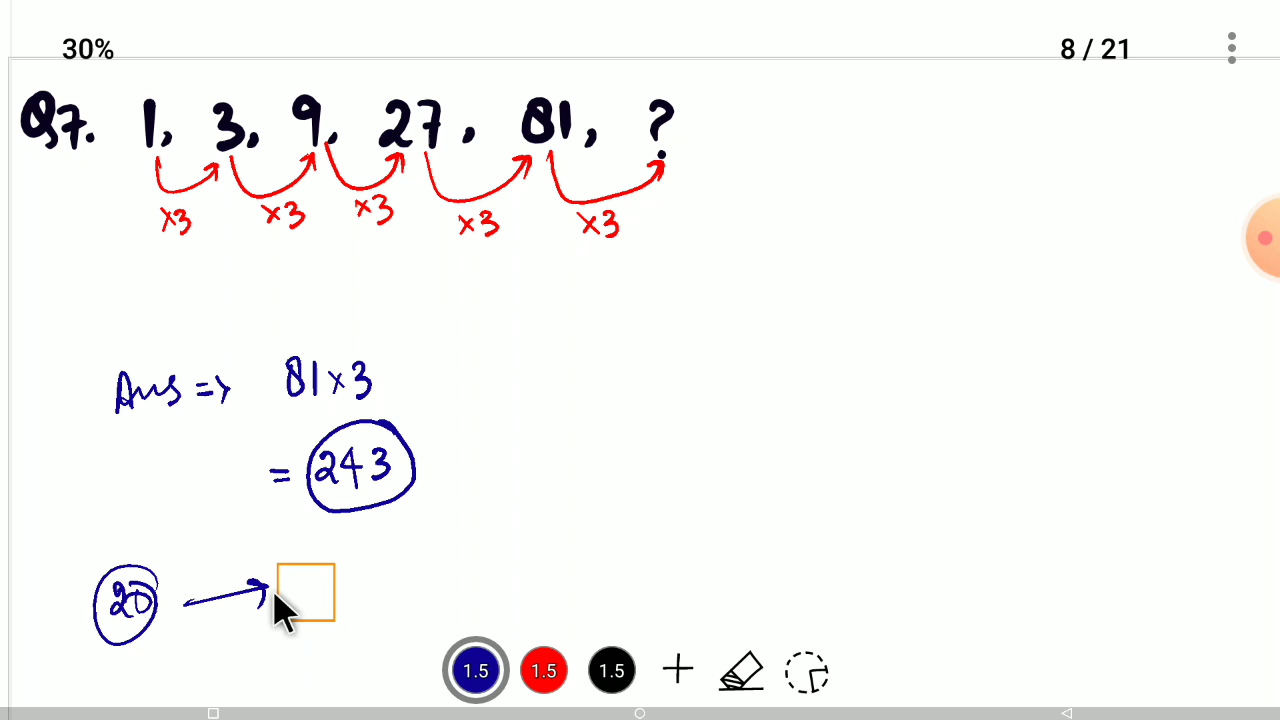 30% 8 / 21
Q7. 1, 3, 9, 27, 81, ?
×3 ×3 ×3 ×3 ×3
Ans => 81×3
= 243
20
1.5 1.5 1.5